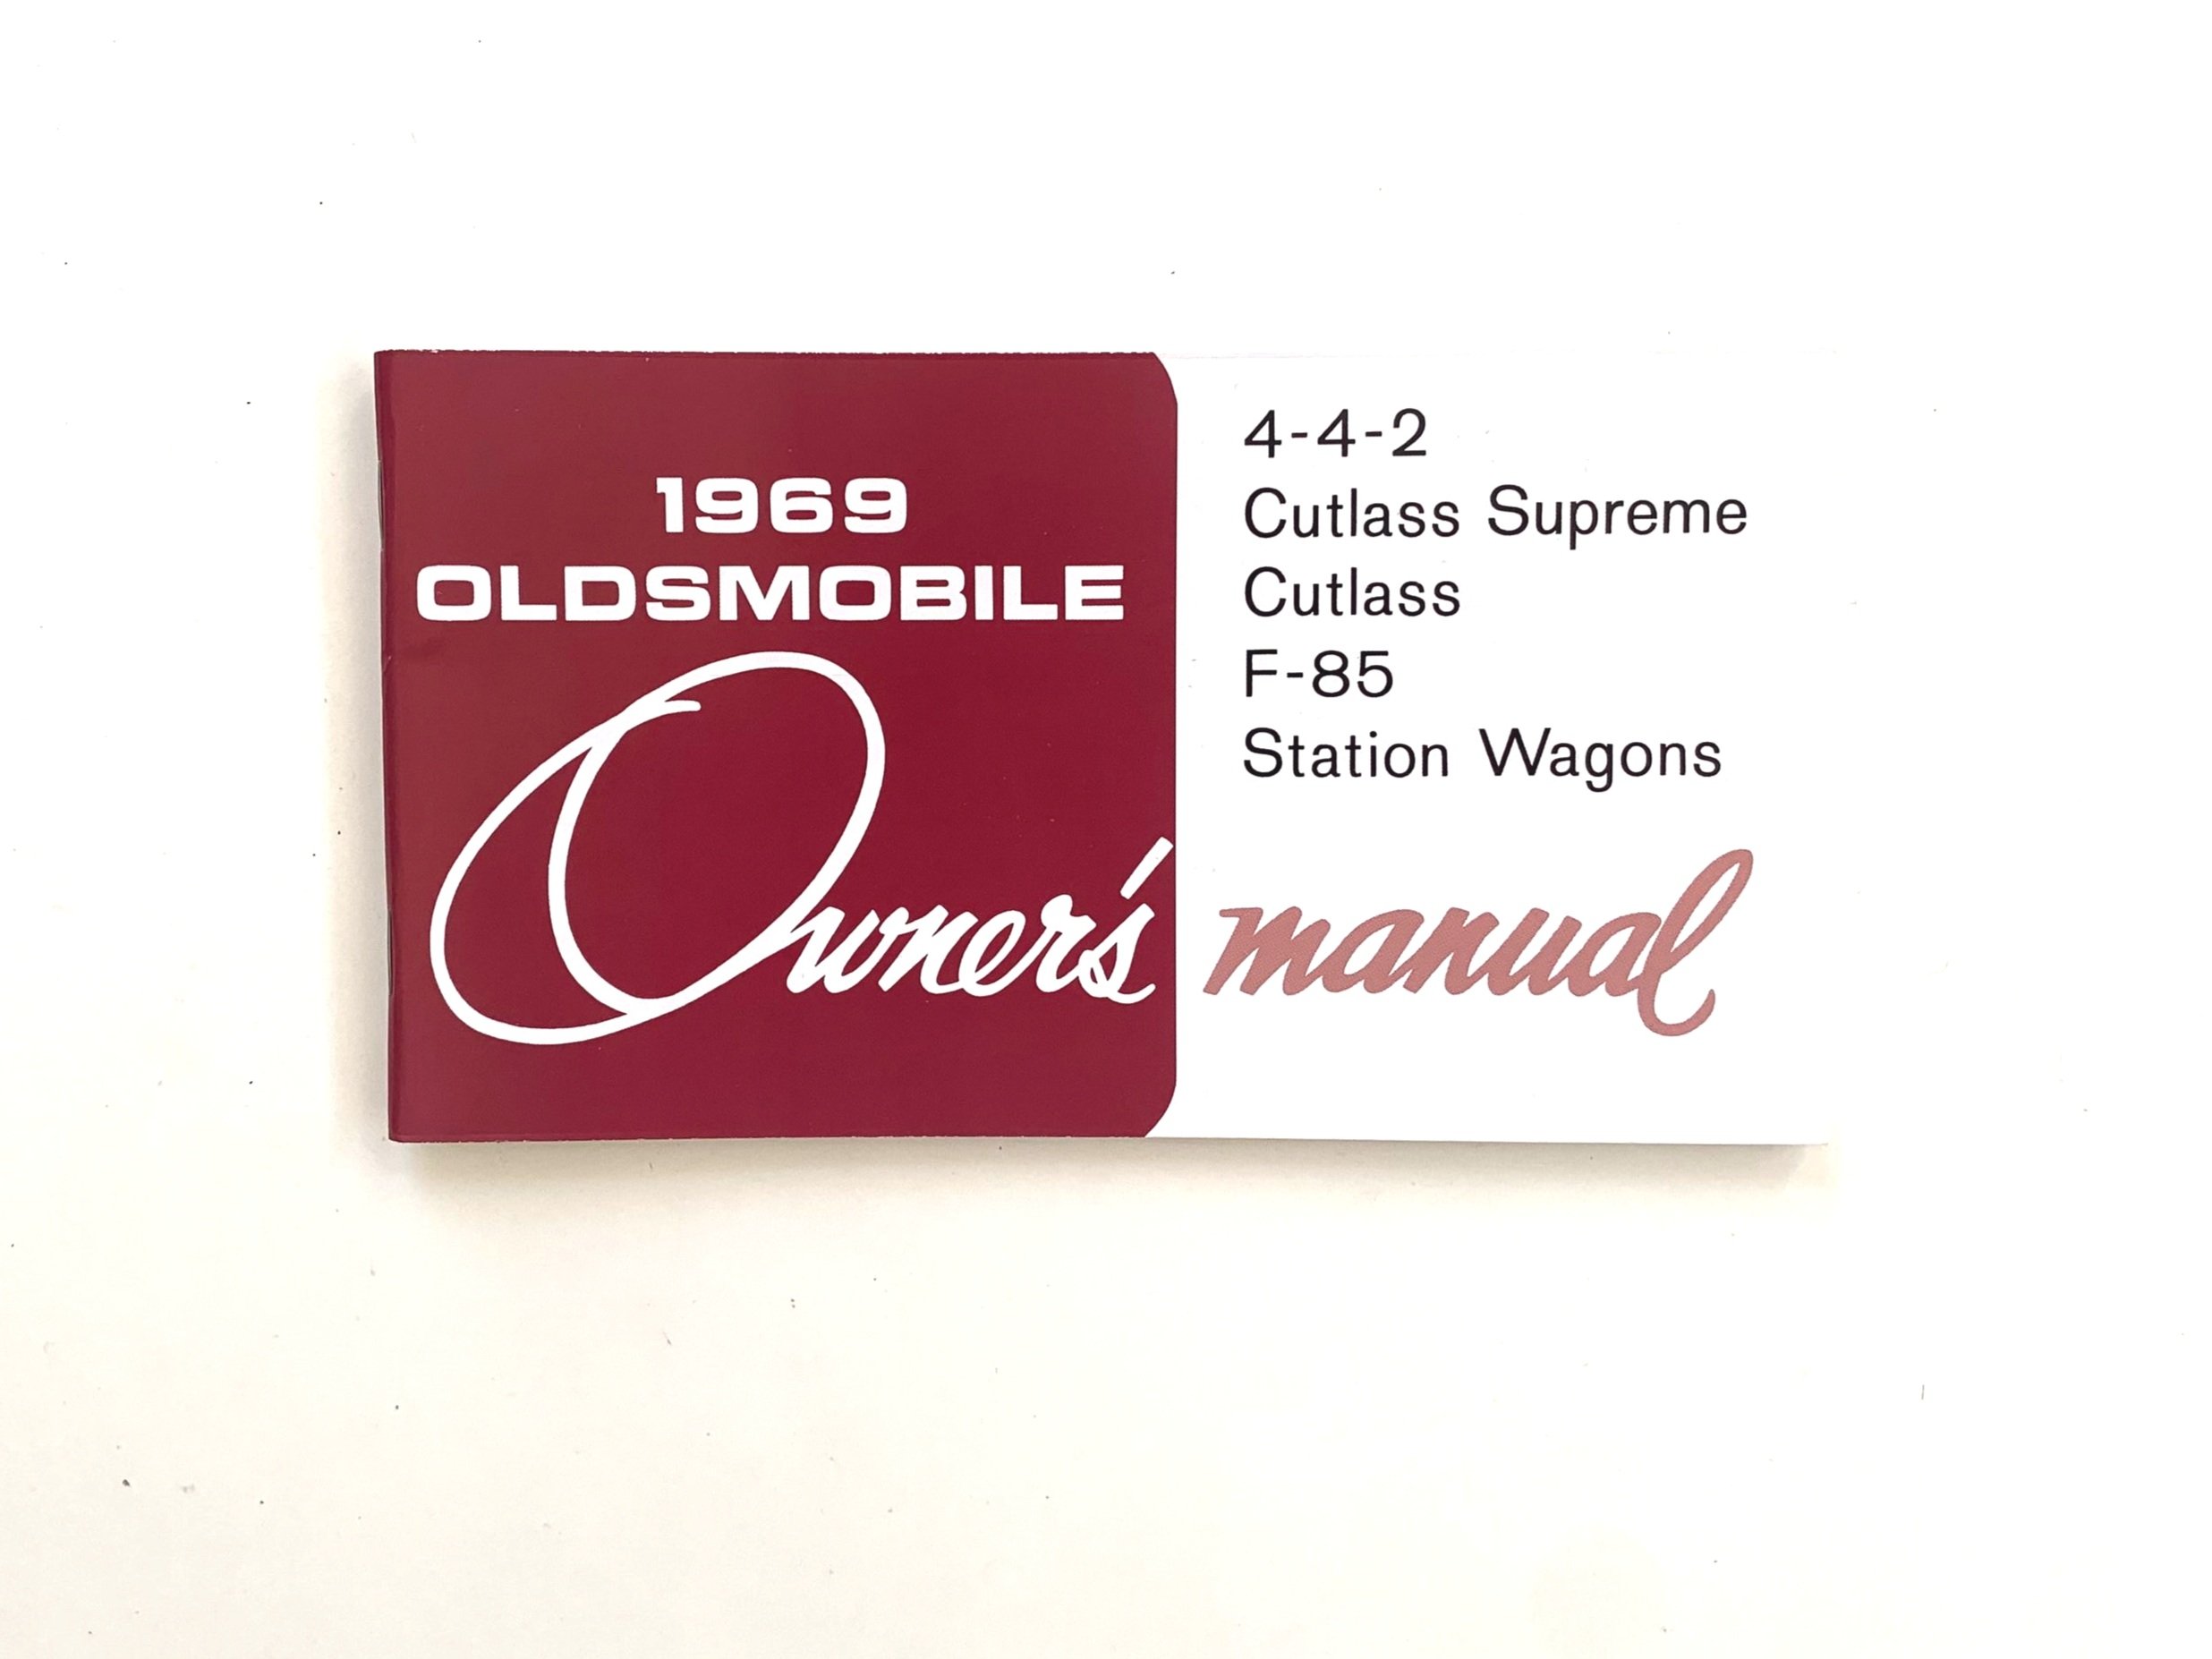 1969
OLDSMOBILE
Owner's manual
4-4-2
Cutlass Supreme
Cutlass
F-85
Station Wagons